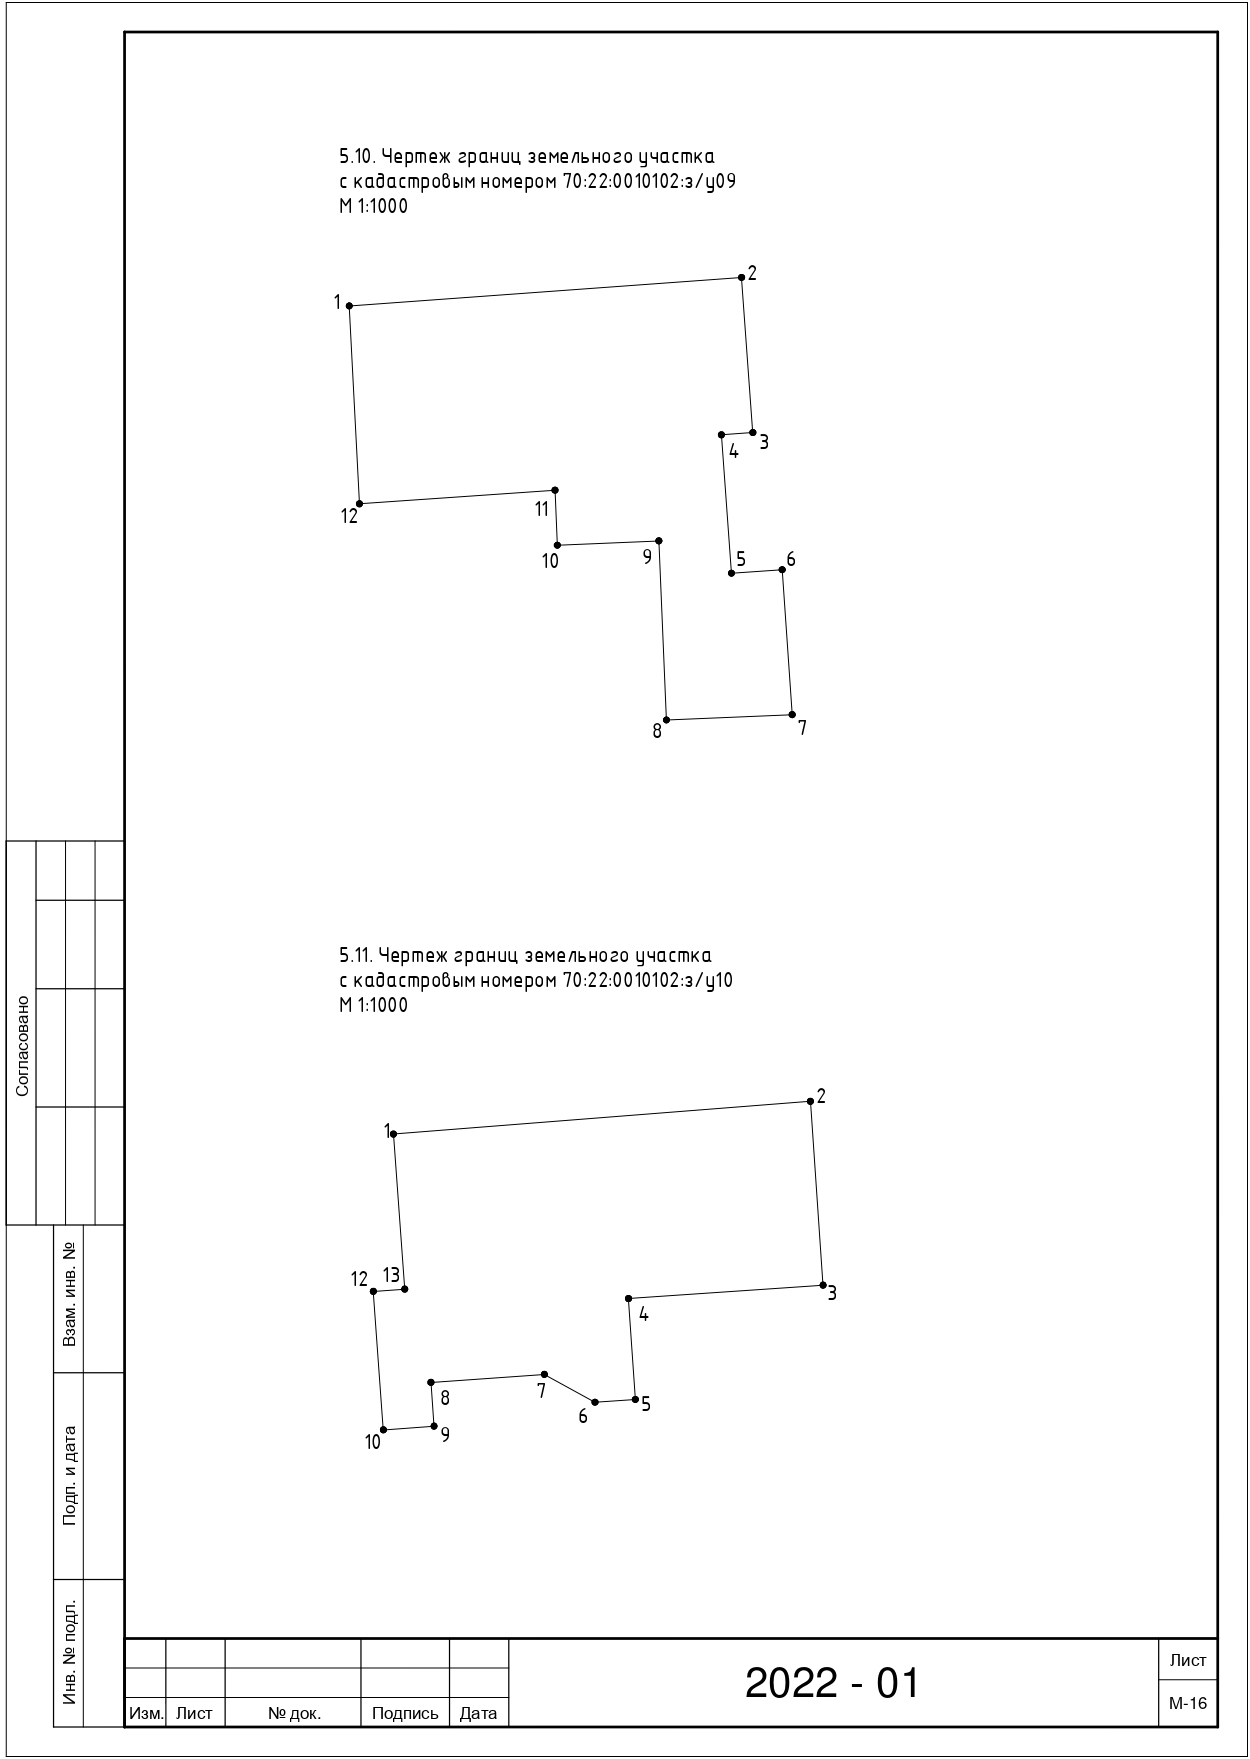 5.10. Чертеж границ земельного участка
с кадастровым номером 70:22:0010102:з/у09
М 1:1000
1
2
3
4
5
6
7
8
9
10
11
12
5.11. Чертеж границ земельного участка
с кадастровым номером 70:22:0010102:з/у10
М 1:1000
1
2
3
4
5
6
7
8
9
10
12
13
Согласовано
Взам. инв. №
Подп. и дата
Инв. № подл.
Изм. Лист № док. Подпись Дата
2022 - 01
Лист
М-16